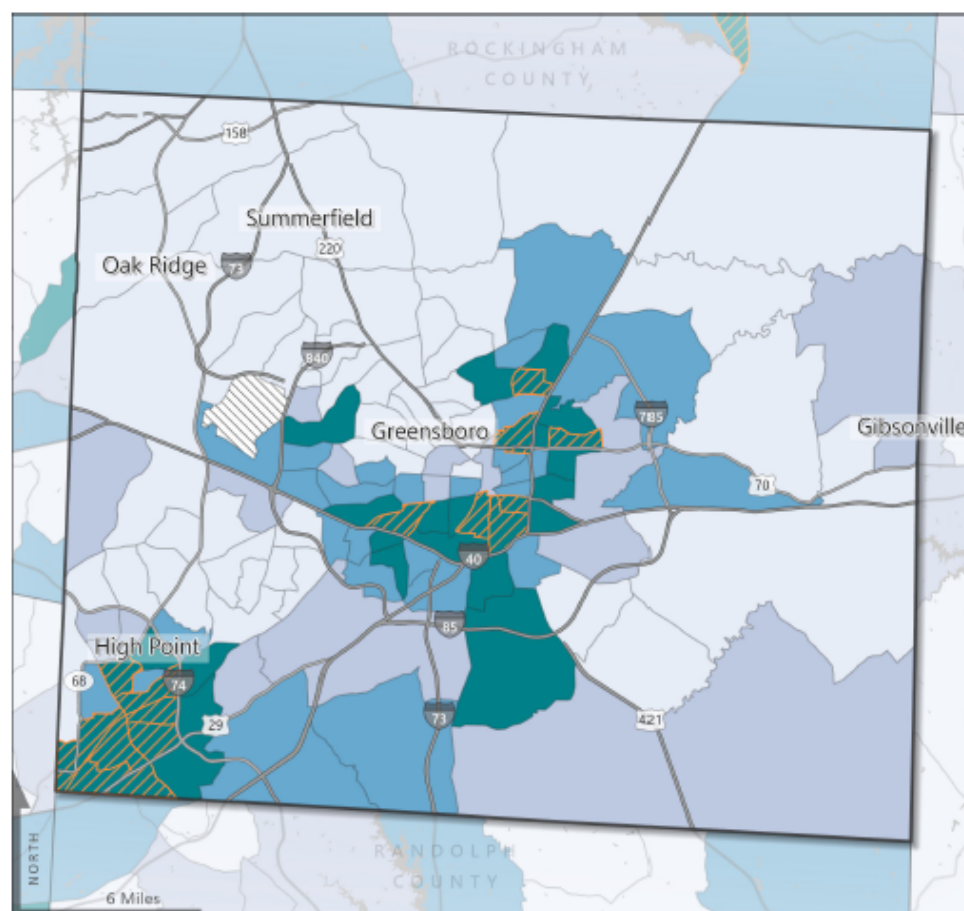 ROCKINGHAM
COUNTY
158
Summerfield
220
Oak Ridge
73
840
785
Greensboro
Gibsonville
70
40
85
High Point
68
74
29
73
421
RANDOLPH
COUNTY
NORTH
6 Miles